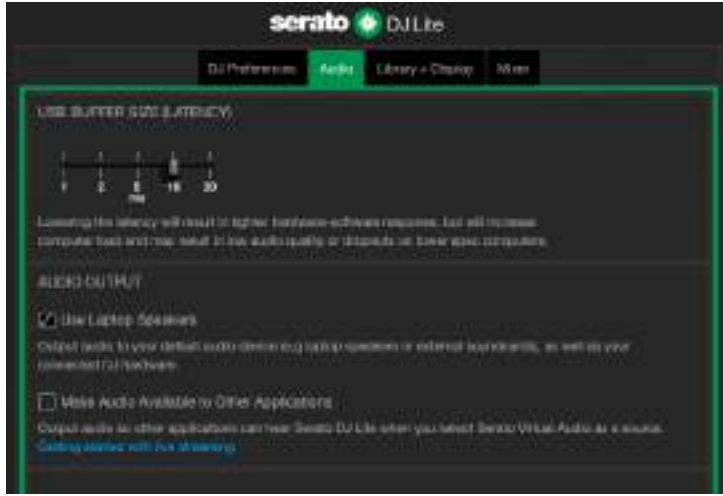 serato DJ Lite
DJ Preferences Audio Library + Display Mixer
USB BUFFER SIZE (LATENCY)
1 2 5 10 20
ms
Lowering the latency will result in tighter hardware-software response, but will increase
computer load and may result in low audio quality or dropouts on lower spec computers.
AUDIO OUTPUT
Use Laptop Speakers
Output audio to your default audio device e.g laptop speakers or external soundcards, as well as your
connected DJ hardware.
Make Audio Available to Other Applications
Output audio so other applications can hear Serato DJ Lite when you select Serato Virtual Audio as a source.
Getting started with live streaming